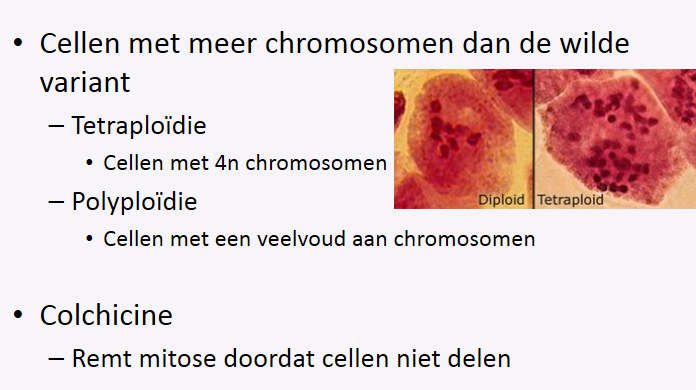 • Cellen met meer chromosomen dan de wilde
variant
– Tetraploïdie
• Cellen met 4n chromosomen
Diploid
Tetraploid
– Polyploïdie
• Cellen met een veelvoud aan chromosomen
• Colchicine
– Remt mitose doordat cellen niet delen